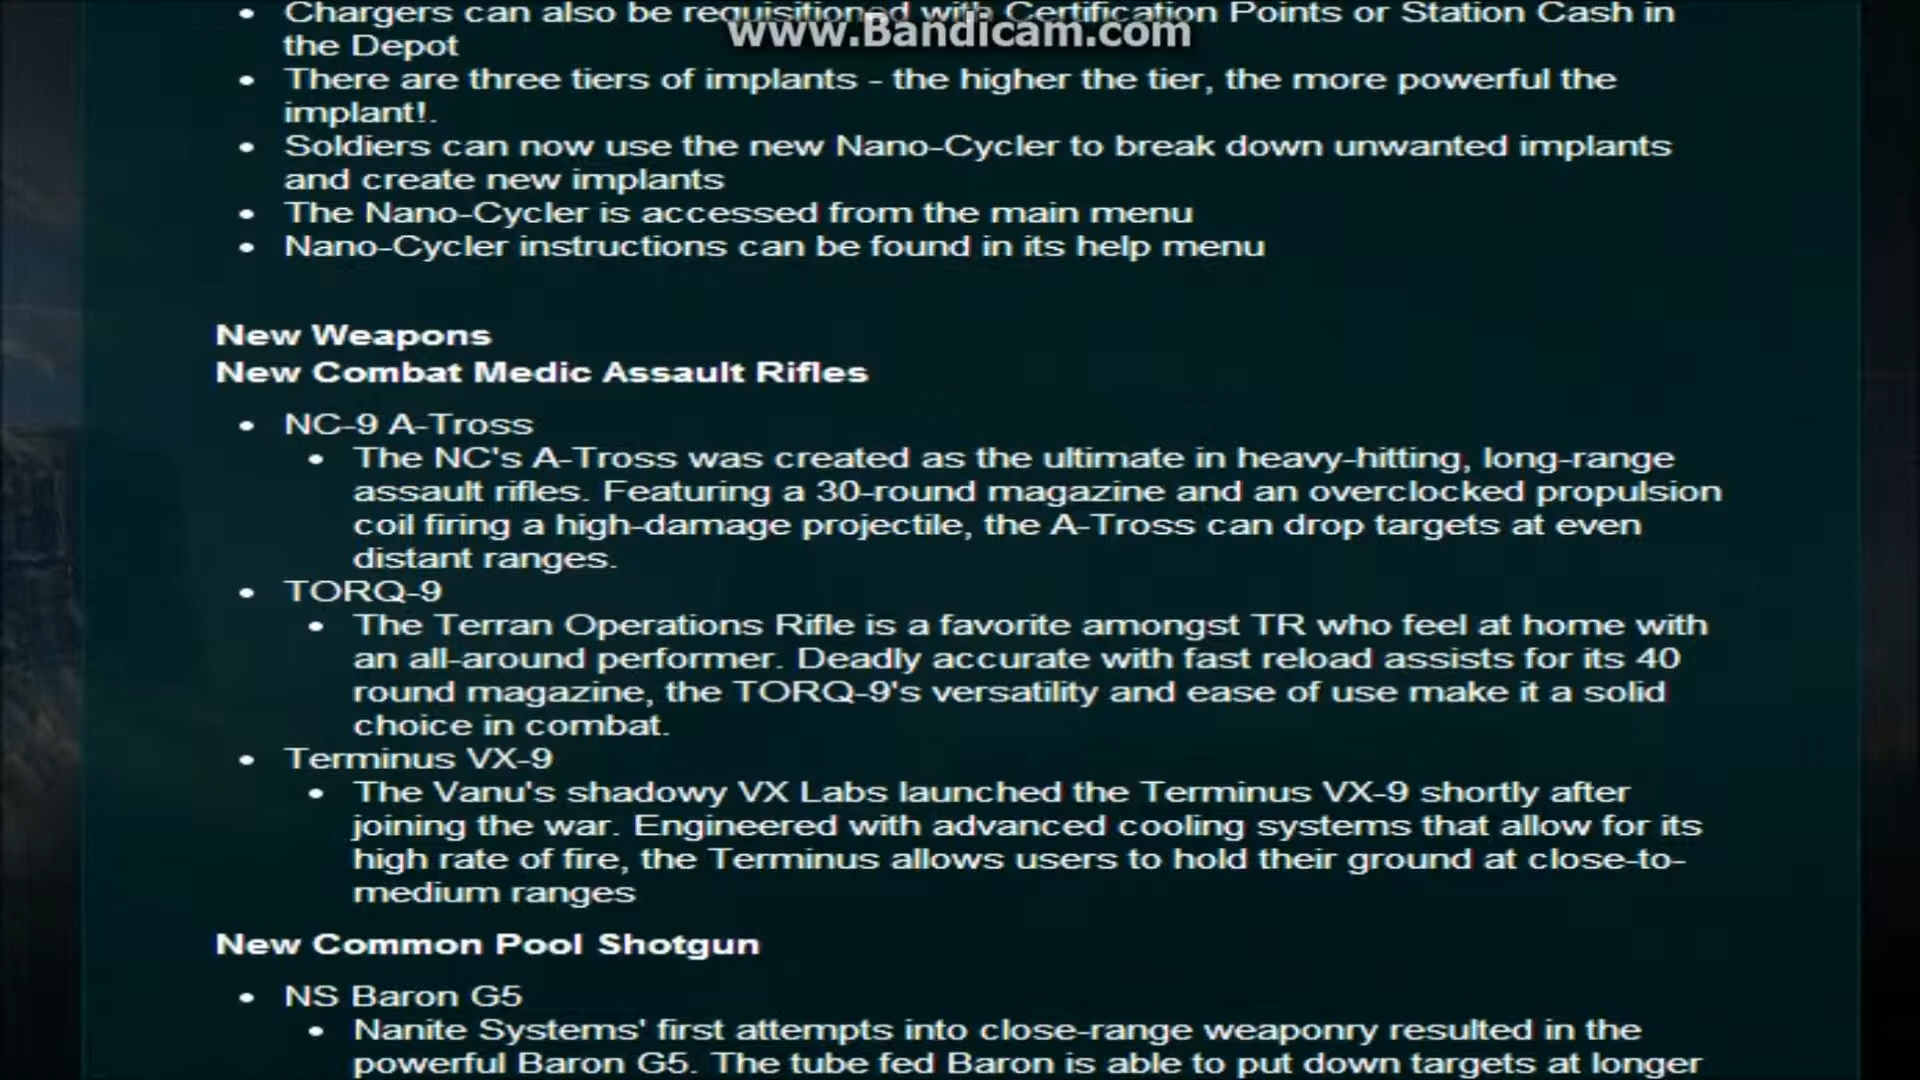 Chargers can also be requisitioned with Certification Points or Station Cash in
www.Bandicam.com
the Depot
There are three tiers of implants - the higher the tier, the more powerful the
implant!.
Soldiers can now use the new Nano-Cycler to break down unwanted implants
and create new implants
The Nano-Cycler is accessed from the main menu
Nano-Cycler instructions can be found in its help menu
New Weapons
New Combat Medic Assault Rifles
NC-9 A-Tross
The NC's A-Tross was created as the ultimate in heavy-hitting, long-range
assault rifles. Featuring a 30-round magazine and an overclocked propulsion
coil firing a high-damage projectile, the A-Tross can drop targets at even
distant ranges.
TORQ-9
The Terran Operations Rifle is a favorite amongst TR who feel at home with
an all-around performer. Deadly accurate with fast reload assists for its 40
round magazine, the TORQ-9's versatility and ease of use make it a solid
choice in combat.
Terminus VX-9
The Vanu's shadowy VX Labs launched the Terminus VX-9 shortly after
joining the war. Engineered with advanced cooling systems that allow for its
high rate of fire, the Terminus allows users to hold their ground at close-to-
medium ranges
New Common Pool Shotgun
NS Baron G5
Nanite Systems' first attempts into close-range weaponry resulted in the
powerful Baron G5. The tube fed Baron is able to put down targets at longer